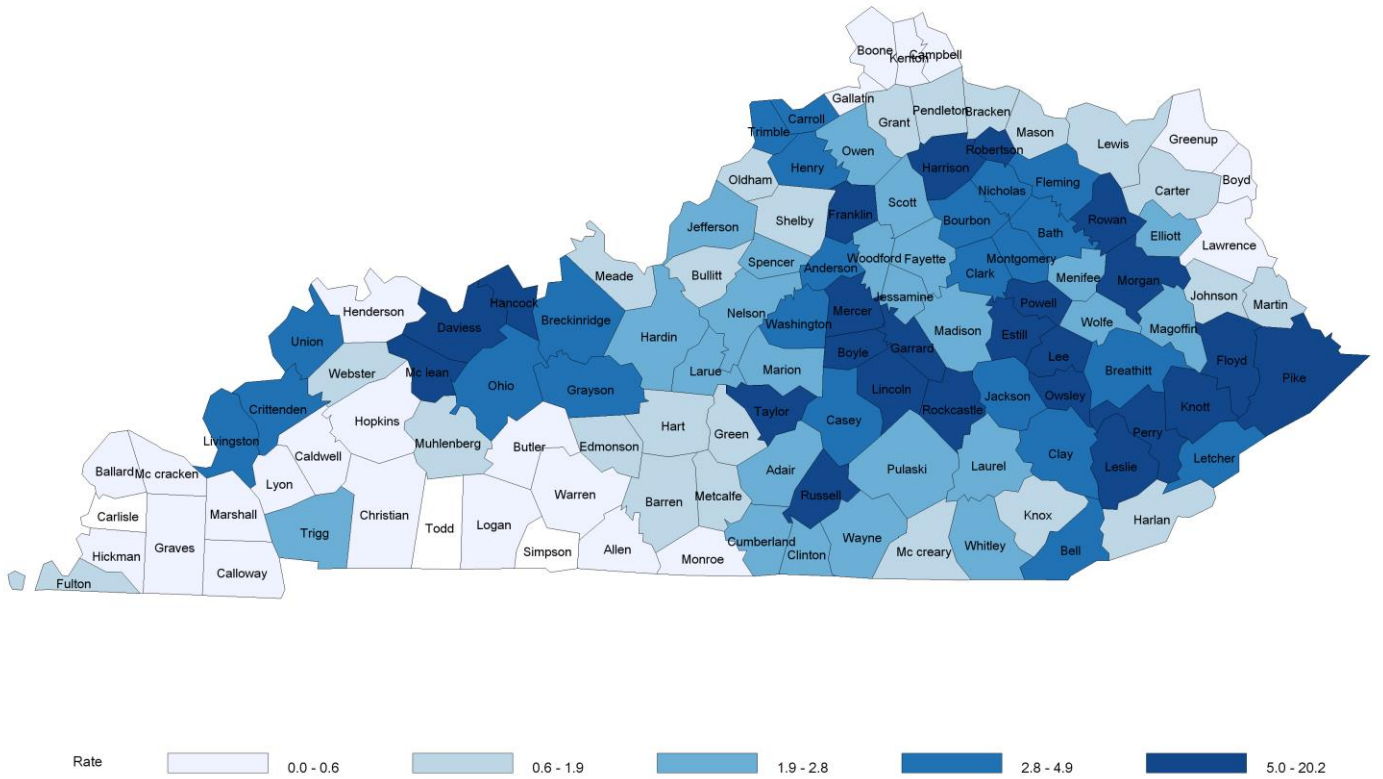 Boone
Kenton
Campbell
Gallatin
Grant
Pendleton
Bracken
Mason
Lewis
Greenup
Boyd
Carter
Carroll
Trimble
Owen
Henry
Harrison
Robertson
Nicholas
Fleming
Rowan
Elliott
Lawrence
Oldham
Shelby
Franklin
Scott
Bourbon
Bath
Jefferson
Spencer
Anderson
Woodford
Fayette
Clark
Montgomery
Menifee
Morgan
Johnson
Martin
Meade
Bullitt
Nelson
Washington
Mercer
Jessamine
Madison
Powell
Wolfe
Magoffin
Henderson
Hancock
Daviess
Breckinridge
Hardin
Union
Webster
Mc lean
Ohio
Grayson
Larue
Marion
Boyle
Garrard
Estill
Lee
Breathitt
Floyd
Pike
Crittenden
Livingston
Hopkins
Muhlenberg
Butler
Edmonson
Hart
Green
Taylor
Casey
Lincoln
Rockcastle
Jackson
Owsley
Perry
Knott
Letcher
Ballard
Mc cracken
Lyon
Caldwell
Warren
Barren
Metcalfe
Adair
Russell
Pulaski
Laurel
Clay
Leslie
Carlisle
Marshall
Trigg
Christian
Todd
Logan
Simpson
Allen
Monroe
Cumberland
Clinton
Wayne
Mc creary
Whitley
Knox
Bell
Harlan
Hickman
Graves
Calloway
Fulton
Rate 0.0 - 0.6 0.6 - 1.9 1.9 - 2.8 2.8 - 4.9 5.0 - 20.2